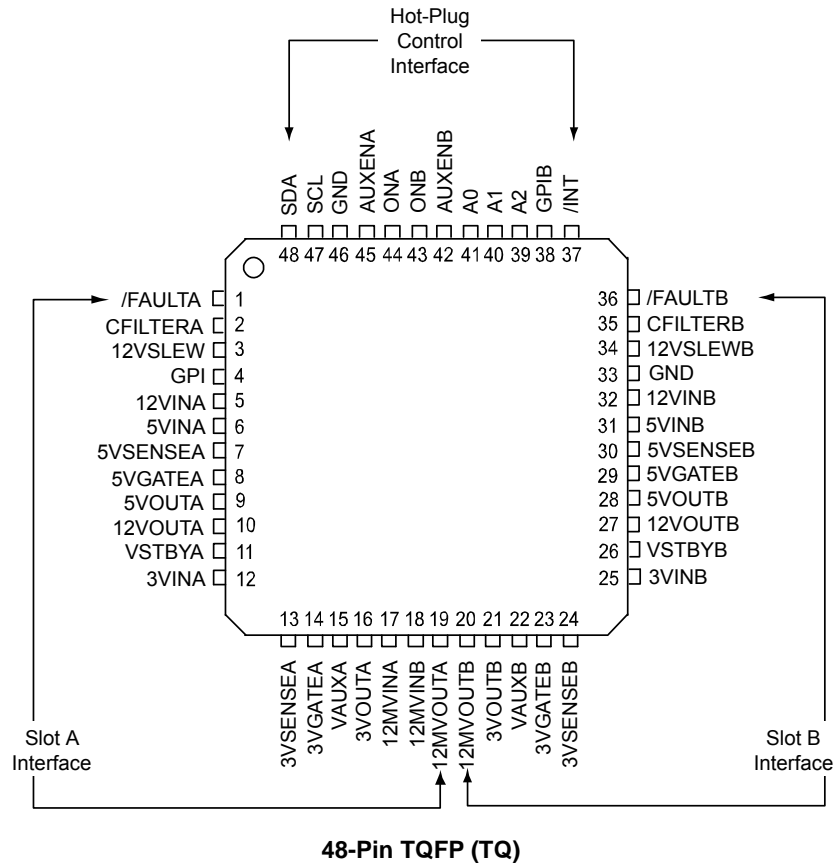 Hot-Plug
Control
Interface
SDA
SCL
GND
AUXENA
ONA
ONB
AUXENB
A0
A1
A2
GPIB
/INT
48 47 46 45 44 43 42 41 40 39 38 37
/FAULTA 1
CFILTERA 2
12VSLEW 3
GPI 4
12VINA 5
5VINA 6
5VSENSEA 7
5VGATEA 8
5VOUTA 9
12VOUTA 10
VSTBYA 11
3VINA 12
36 /FAULTB
35 CFILTERB
34 12VSLEWB
33 GND
32 12VINB
31 5VINB
30 5VSENSEB
29 5VGATEB
28 5VOUTB
27 12VOUTB
26 VSTBYB
25 3VINB
13 14 15 16 17 18 19 20 21 22 23 24
3VSENSEA
3VGATEA
VAUXA
3VOUTA
12MVINA
12MVINB
12MVOUTA
12MVOUTB
3VOUTB
VAUXB
3VGATEB
3VSENSEB
Slot A
Interface
Slot B
Interface
48-Pin TQFP (TQ)